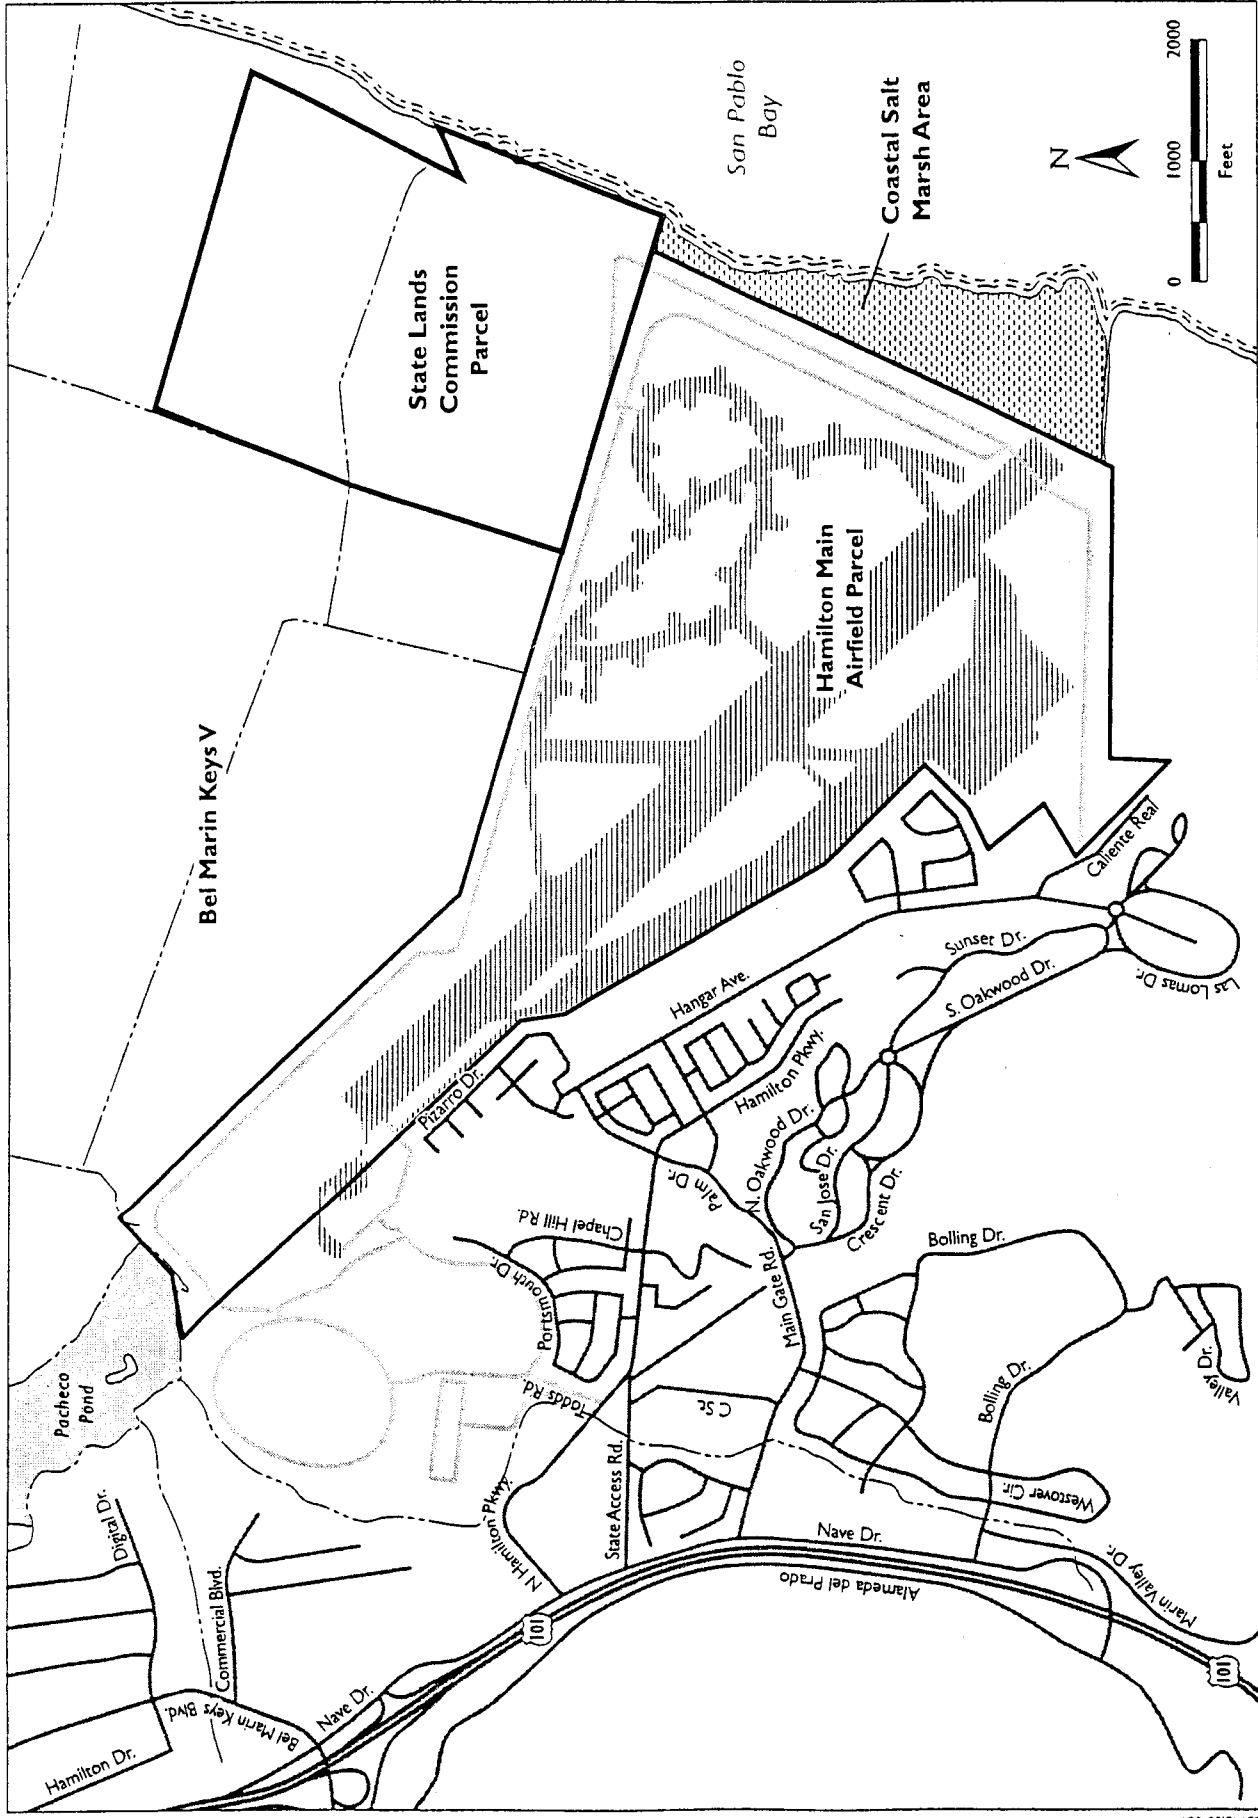 San Pablo
Bay
Coastal Salt
Marsh Area
N
0
1000
2000
Feet
State Lands
Commission
Parcel
Hamilton Main
Airfield Parcel
Bel Marin Keys V
Pacheco
Pond
Pizarro Dr.
Hangar Ave.
Hamilton Pkwy.
Palm Dr.
N. Oakwood Dr.
San Jose Dr.
Crescent Dr.
Sunset Dr.
S. Oakwood Dr.
Caliente Real
Las Lomas Dr.
Chapel Hill Rd.
Portsmouth Dr.
Main Gate Rd.
Bolling Dr.
Bolling Dr.
Valley Dr.
Todds Rd.
C St.
State Access Rd.
N Hamilton Pkwy.
Westover Cir.
Marin Valley Dr.
Nave Dr.
Alameda del Prado
101
101
Digital Dr.
Commercial Blvd.
Bel Marin Keys Blvd.
Nave Dr.
Hamilton Dr.